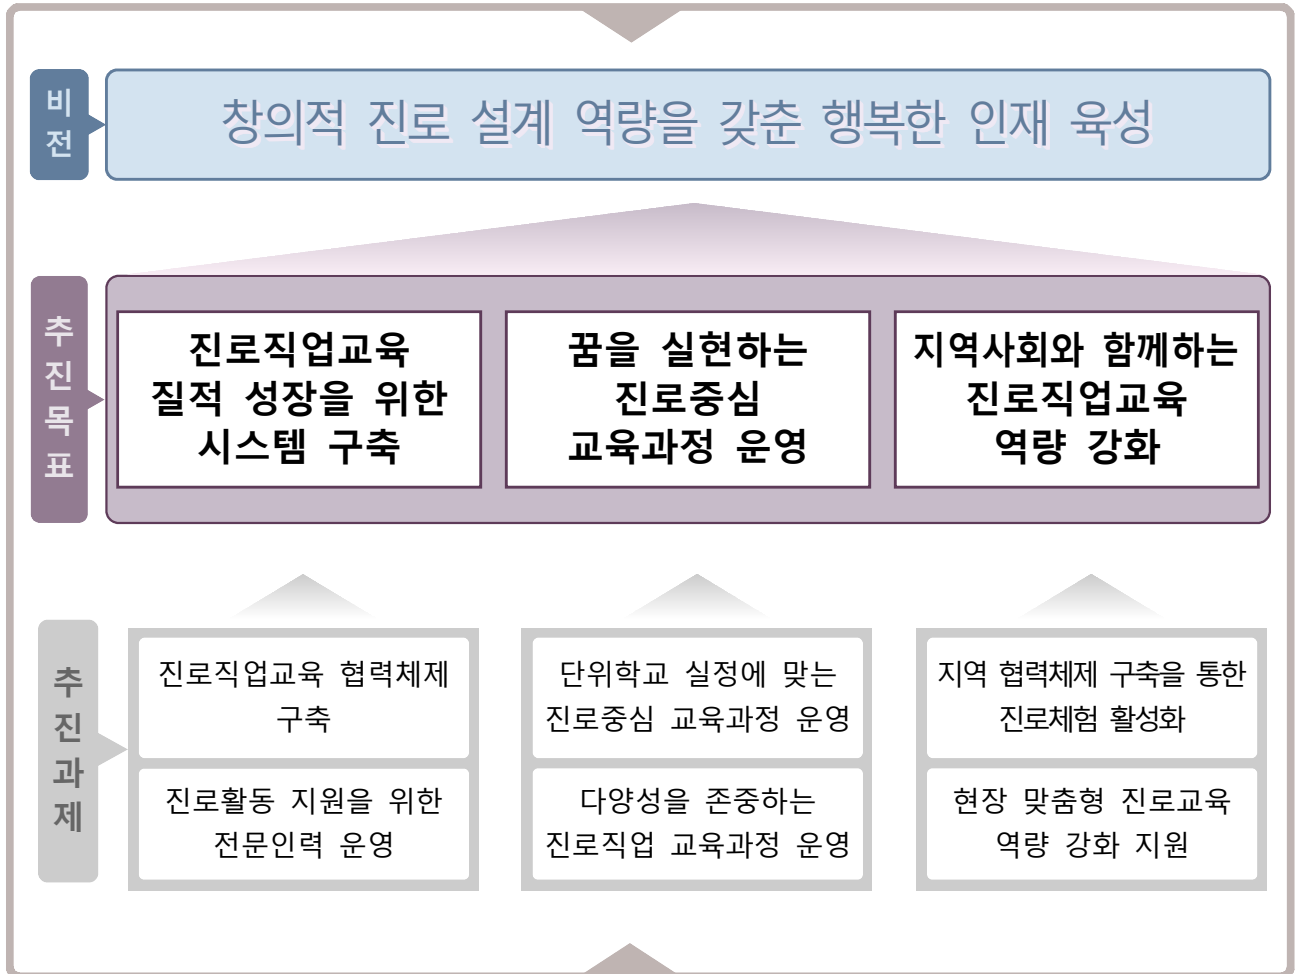 비전
창의적 진로 설계 역량을 갖춘 행복한 인재 육성
추진목표
진로직업교육
질적 성장을 위한
시스템 구축
꿈을 실현하는
진로중심
교육과정 운영
지역사회와 함께하는
진로직업교육
역량 강화
추진과제
진로직업교육 협력체제
구축
단위학교 실정에 맞는
진로중심 교육과정 운영
지역 협력체제 구축을 통한
진로체험 활성화
진로활동 지원을 위한
전문인력 운영
다양성을 존중하는
진로직업 교육과정 운영
현장 맞춤형 진로교육
역량 강화 지원